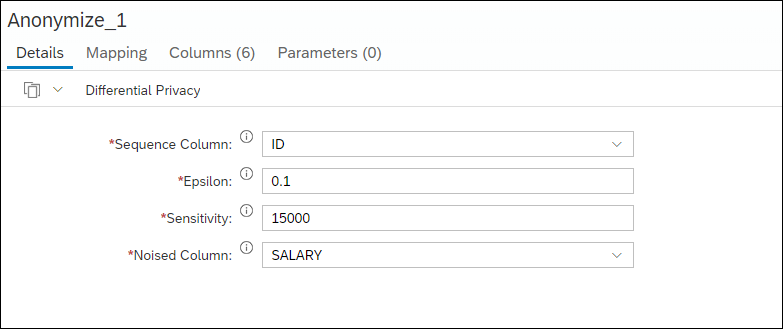 Anonymize_1
Details Mapping Columns (6) Parameters (0)
Differential Privacy
*Sequence Column: ID
*Epsilon: 0.1
*Sensitivity: 15000
*Noised Column: SALARY